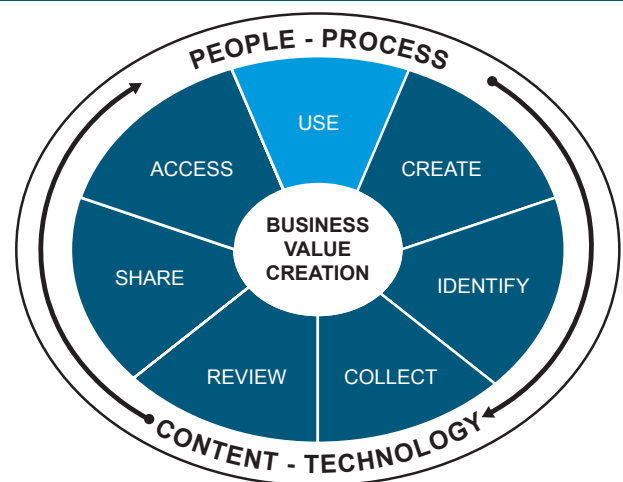 PEOPLE - PROCESS
USE
ACCESS
CREATE
BUSINESS
VALUE
CREATION
SHARE
IDENTIFY
REVIEW
COLLECT
CONTENT - TECHNOLOGY